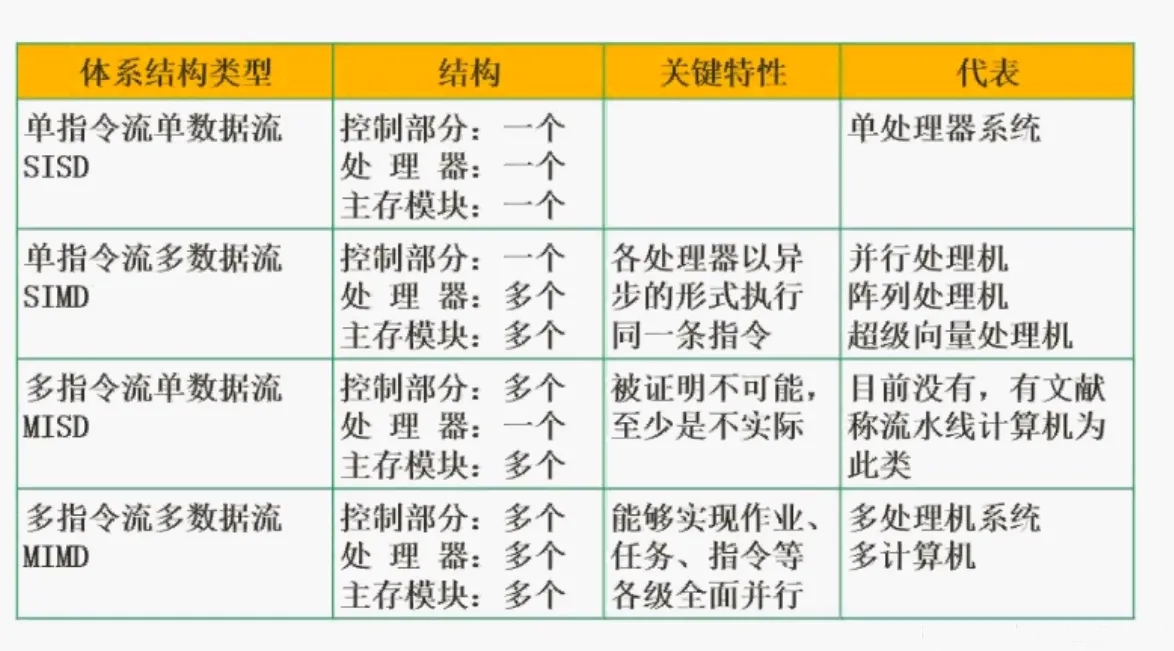 体系结构类型 结构 关键特性 代表
单指令流单数据流 控制部分：一个 单处理器系统
SISD 处 理 器：一个
主存模块：一个
单指令流多数据流 控制部分：一个 各处理器以异 并行处理机
SIMD 处 理 器：多个 步的形式执行 阵列处理机
主存模块：多个 同一条指令 超级向量处理机
多指令流单数据流 控制部分：多个 被证明不可能， 目前没有，有文献
MISD 处 理 器：一个 至少是不实际 称流水线计算机为
主存模块：多个 此类
多指令流多数据流 控制部分：多个 能够实现作业、 多处理机系统
MIMD 处 理 器：多个 任务、指令等 多计算机
主存模块：多个 各级全面并行